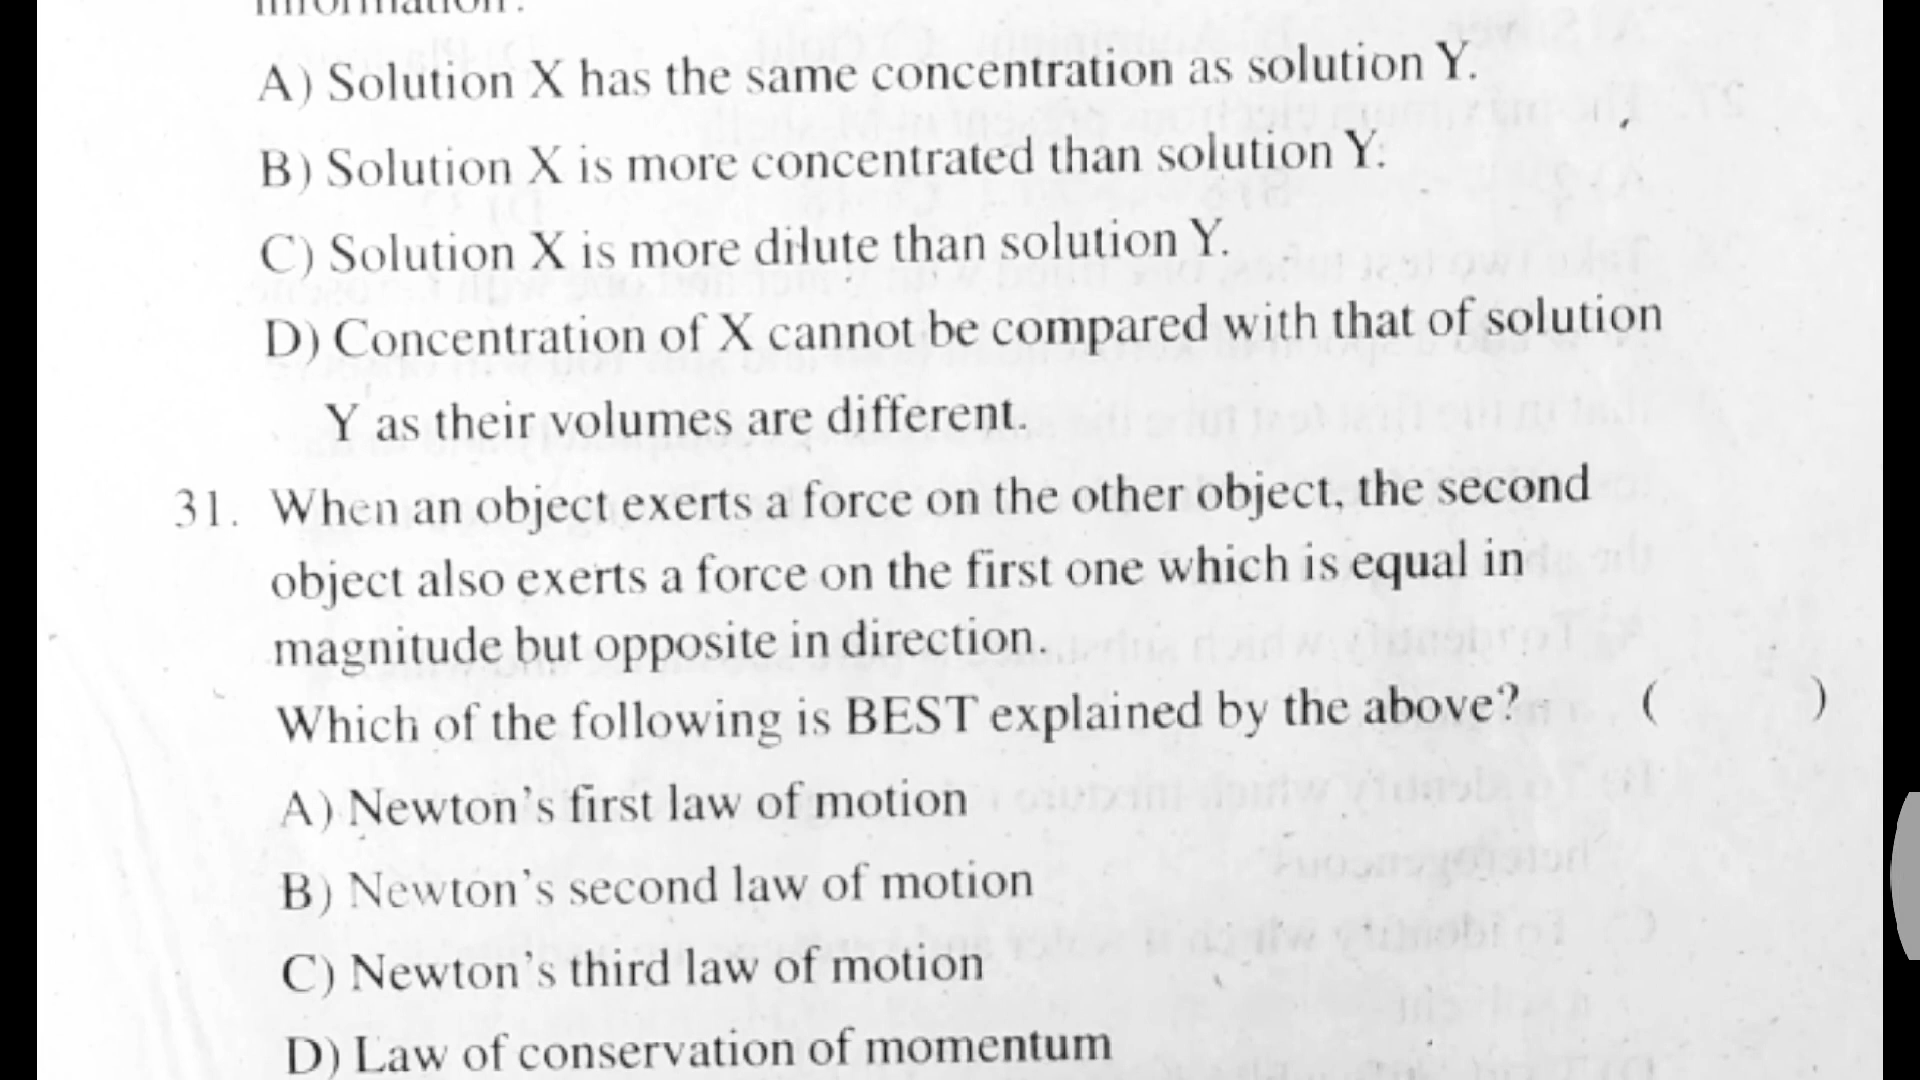 information?
A) Solution X has the same concentration as solution Y.
B) Solution X is more concentrated than solution Y.
C) Solution X is more dilute than solution Y.
D) Concentration of X cannot be compared with that of solution
Y as their volumes are different.
31. When an object exerts a force on the other object, the second
object also exerts a force on the first one which is equal in
magnitude but opposite in direction.
Which of the following is BEST explained by the above? ( )
A) Newton's first law of motion
B) Newton's second law of motion
C) Newton's third law of motion
D) Law of conservation of momentum